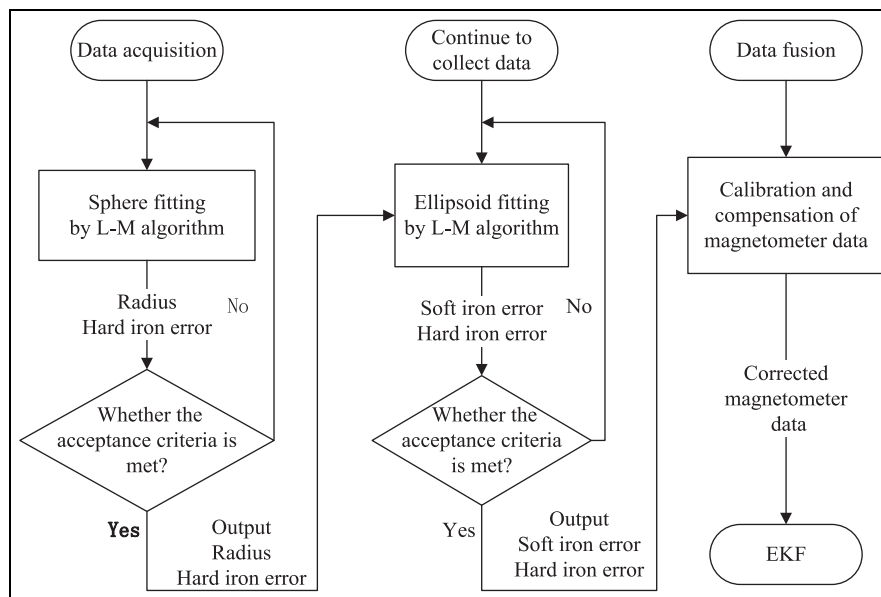 Data acquisition
Sphere fitting
by L-M algorithm
Radius
Hard iron error
No
Whether the
acceptance criteria is
met?
Yes
Output
Radius
Hard iron error
Continue to
collect data
Ellipsoid fitting
by L-M algorithm
Soft iron error
Hard iron error
No
Whether the
acceptance criteria
is met?
Yes
Output
Soft iron error
Hard iron error
Data fusion
Calibration and
compensation of
magnetometer data
Corrected
magnetometer
data
EKF